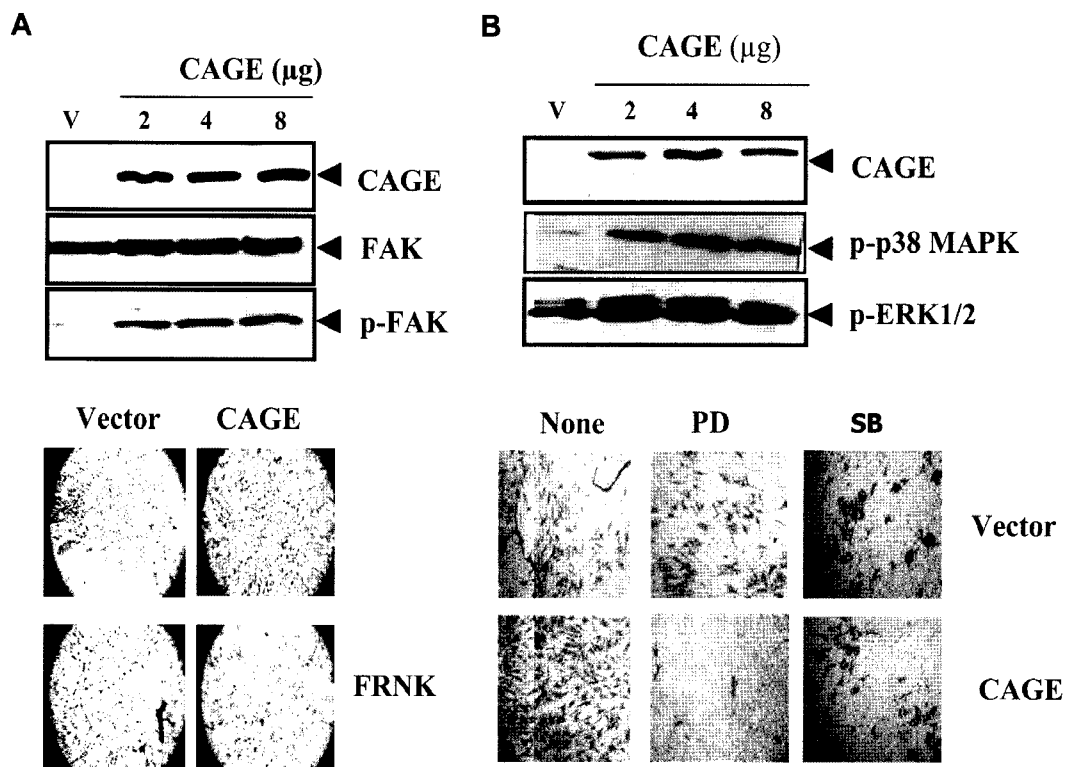 A
CAGE (µg)
V 2 4 8
CAGE
FAK
p-FAK
Vector CAGE
FRNK
B
CAGE (µg)
V 2 4 8
CAGE
p-p38 MAPK
p-ERK1/2
None PD SB
Vector
CAGE